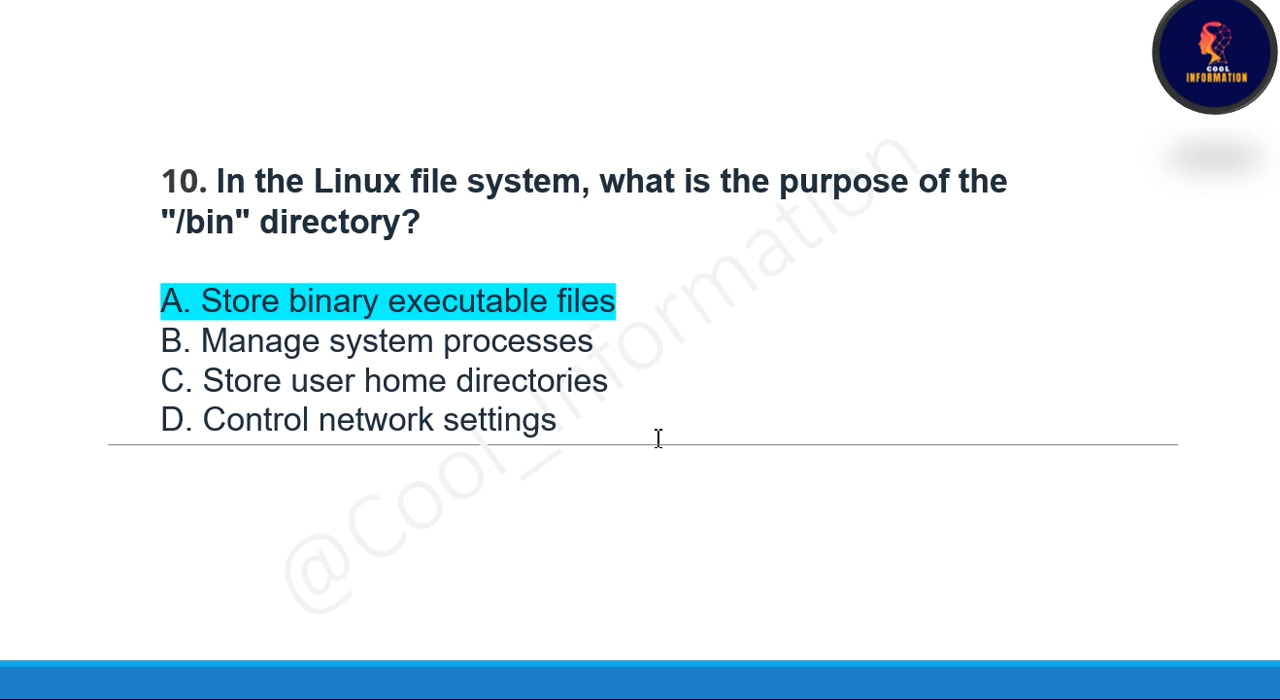 COOL
INFORMATION
10. In the Linux file system, what is the purpose of the
"/bin" directory?
A. Store binary executable files
B. Manage system processes
C. Store user home directories
D. Control network settings
@Cool_Information